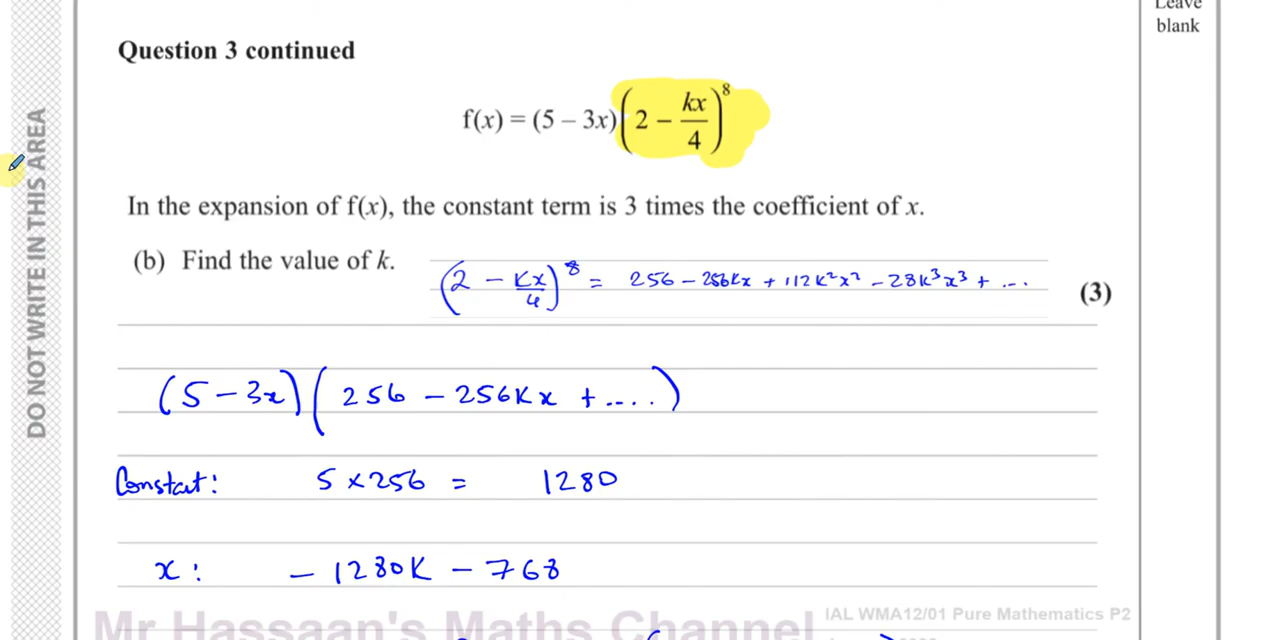 Leave
blank
Question 3 continued
f(x) = (5 – 3x)(2 – kx/4)^8
DO NOT WRITE IN THIS AREA
In the expansion of f(x), the constant term is 3 times the coefficient of x.
(b) Find the value of k.
(2 - kx/4)^8 = 256 - 256kx + 112k²x² - 28k³x³ + ...
(3)
(5 - 3x)(256 - 256kx + ....)
Constat: 5 × 256 = 1280
x: - 1280k - 768
IAL WMA12/01 Pure Mathematics P2
Mr Hassaan's Maths Channel